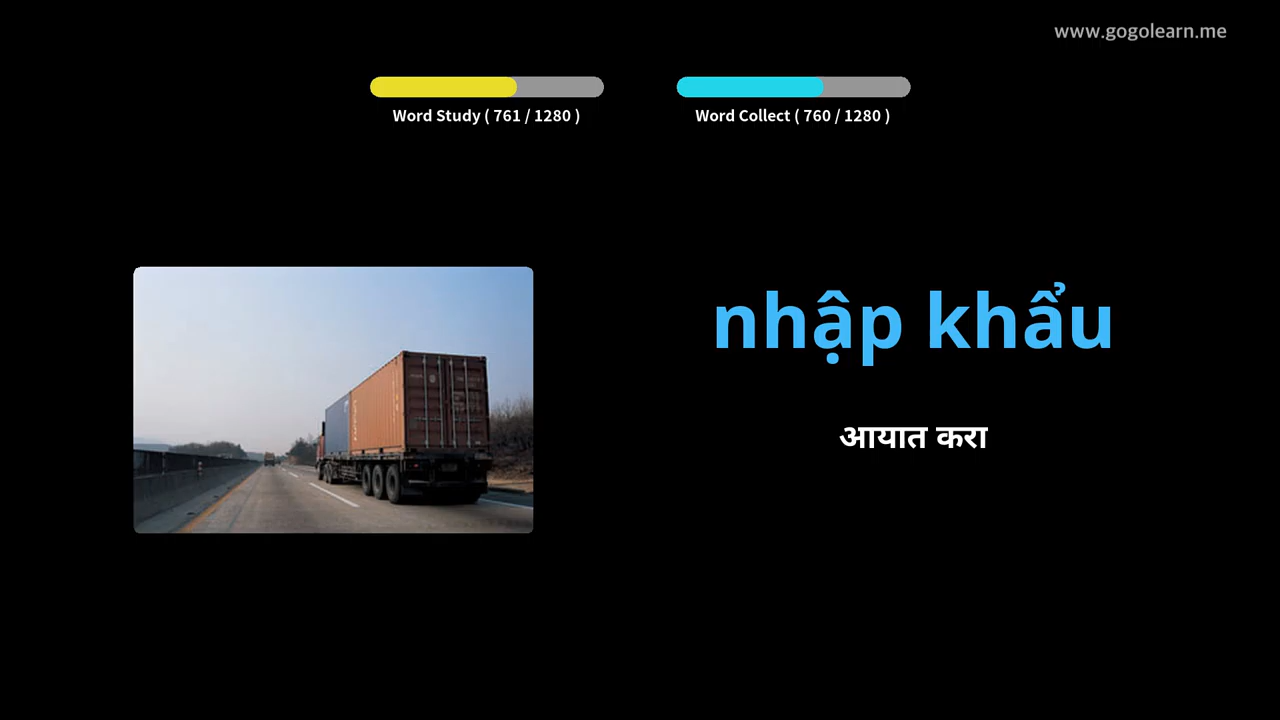 www.gogolearn.me
Word Study ( 761 / 1280 )
Word Collect ( 760 / 1280 )
nhập khẩu
आयात करा